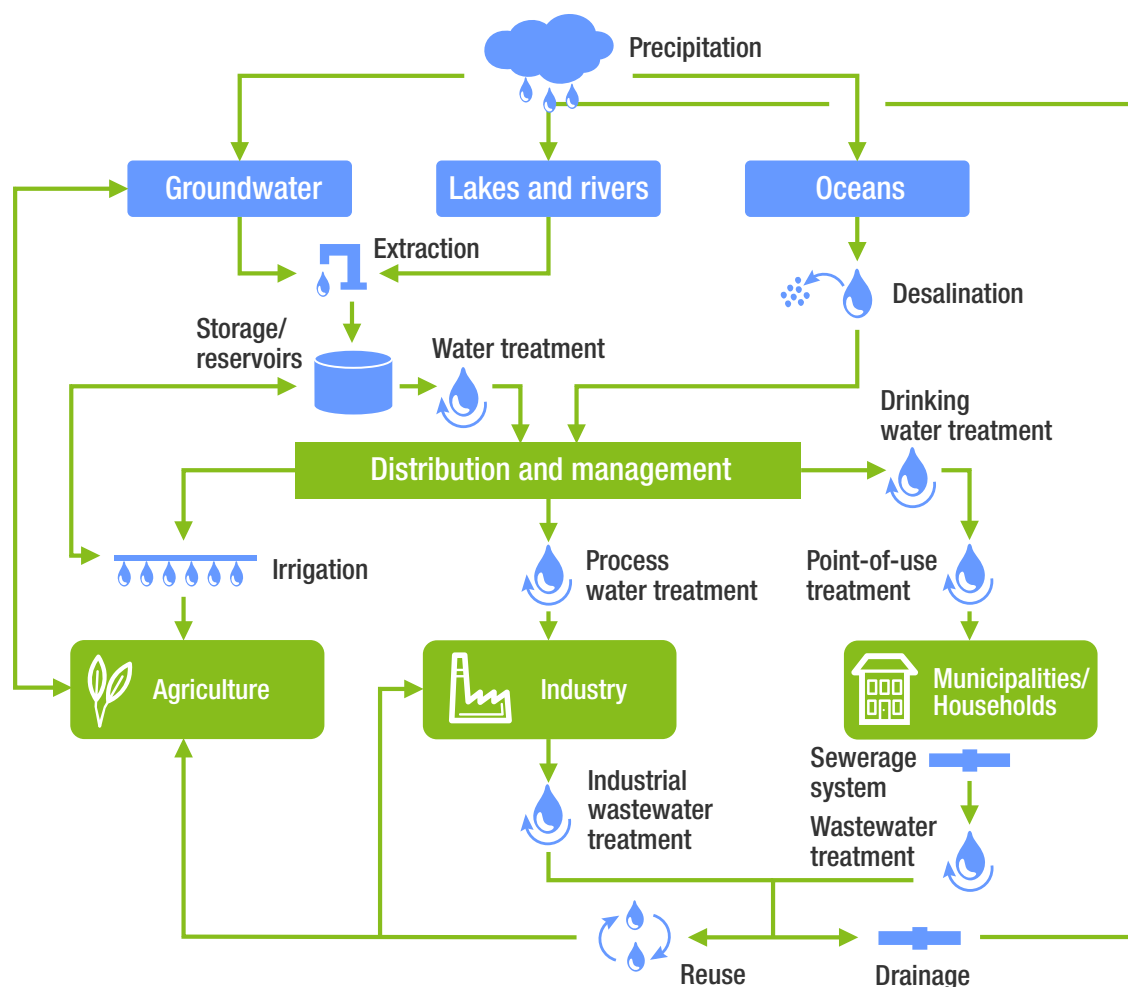 Precipitation
Groundwater
Lakes and rivers
Oceans
Extraction
Desalination
Storage/
reservoirs
Water treatment
Drinking
water treatment
Distribution and management
Irrigation
Process
water treatment
Point-of-use
treatment
Agriculture
Industry
Municipalities/
Households
Sewerage
system
Industrial
wastewater
treatment
Wastewater
treatment
Reuse
Drainage